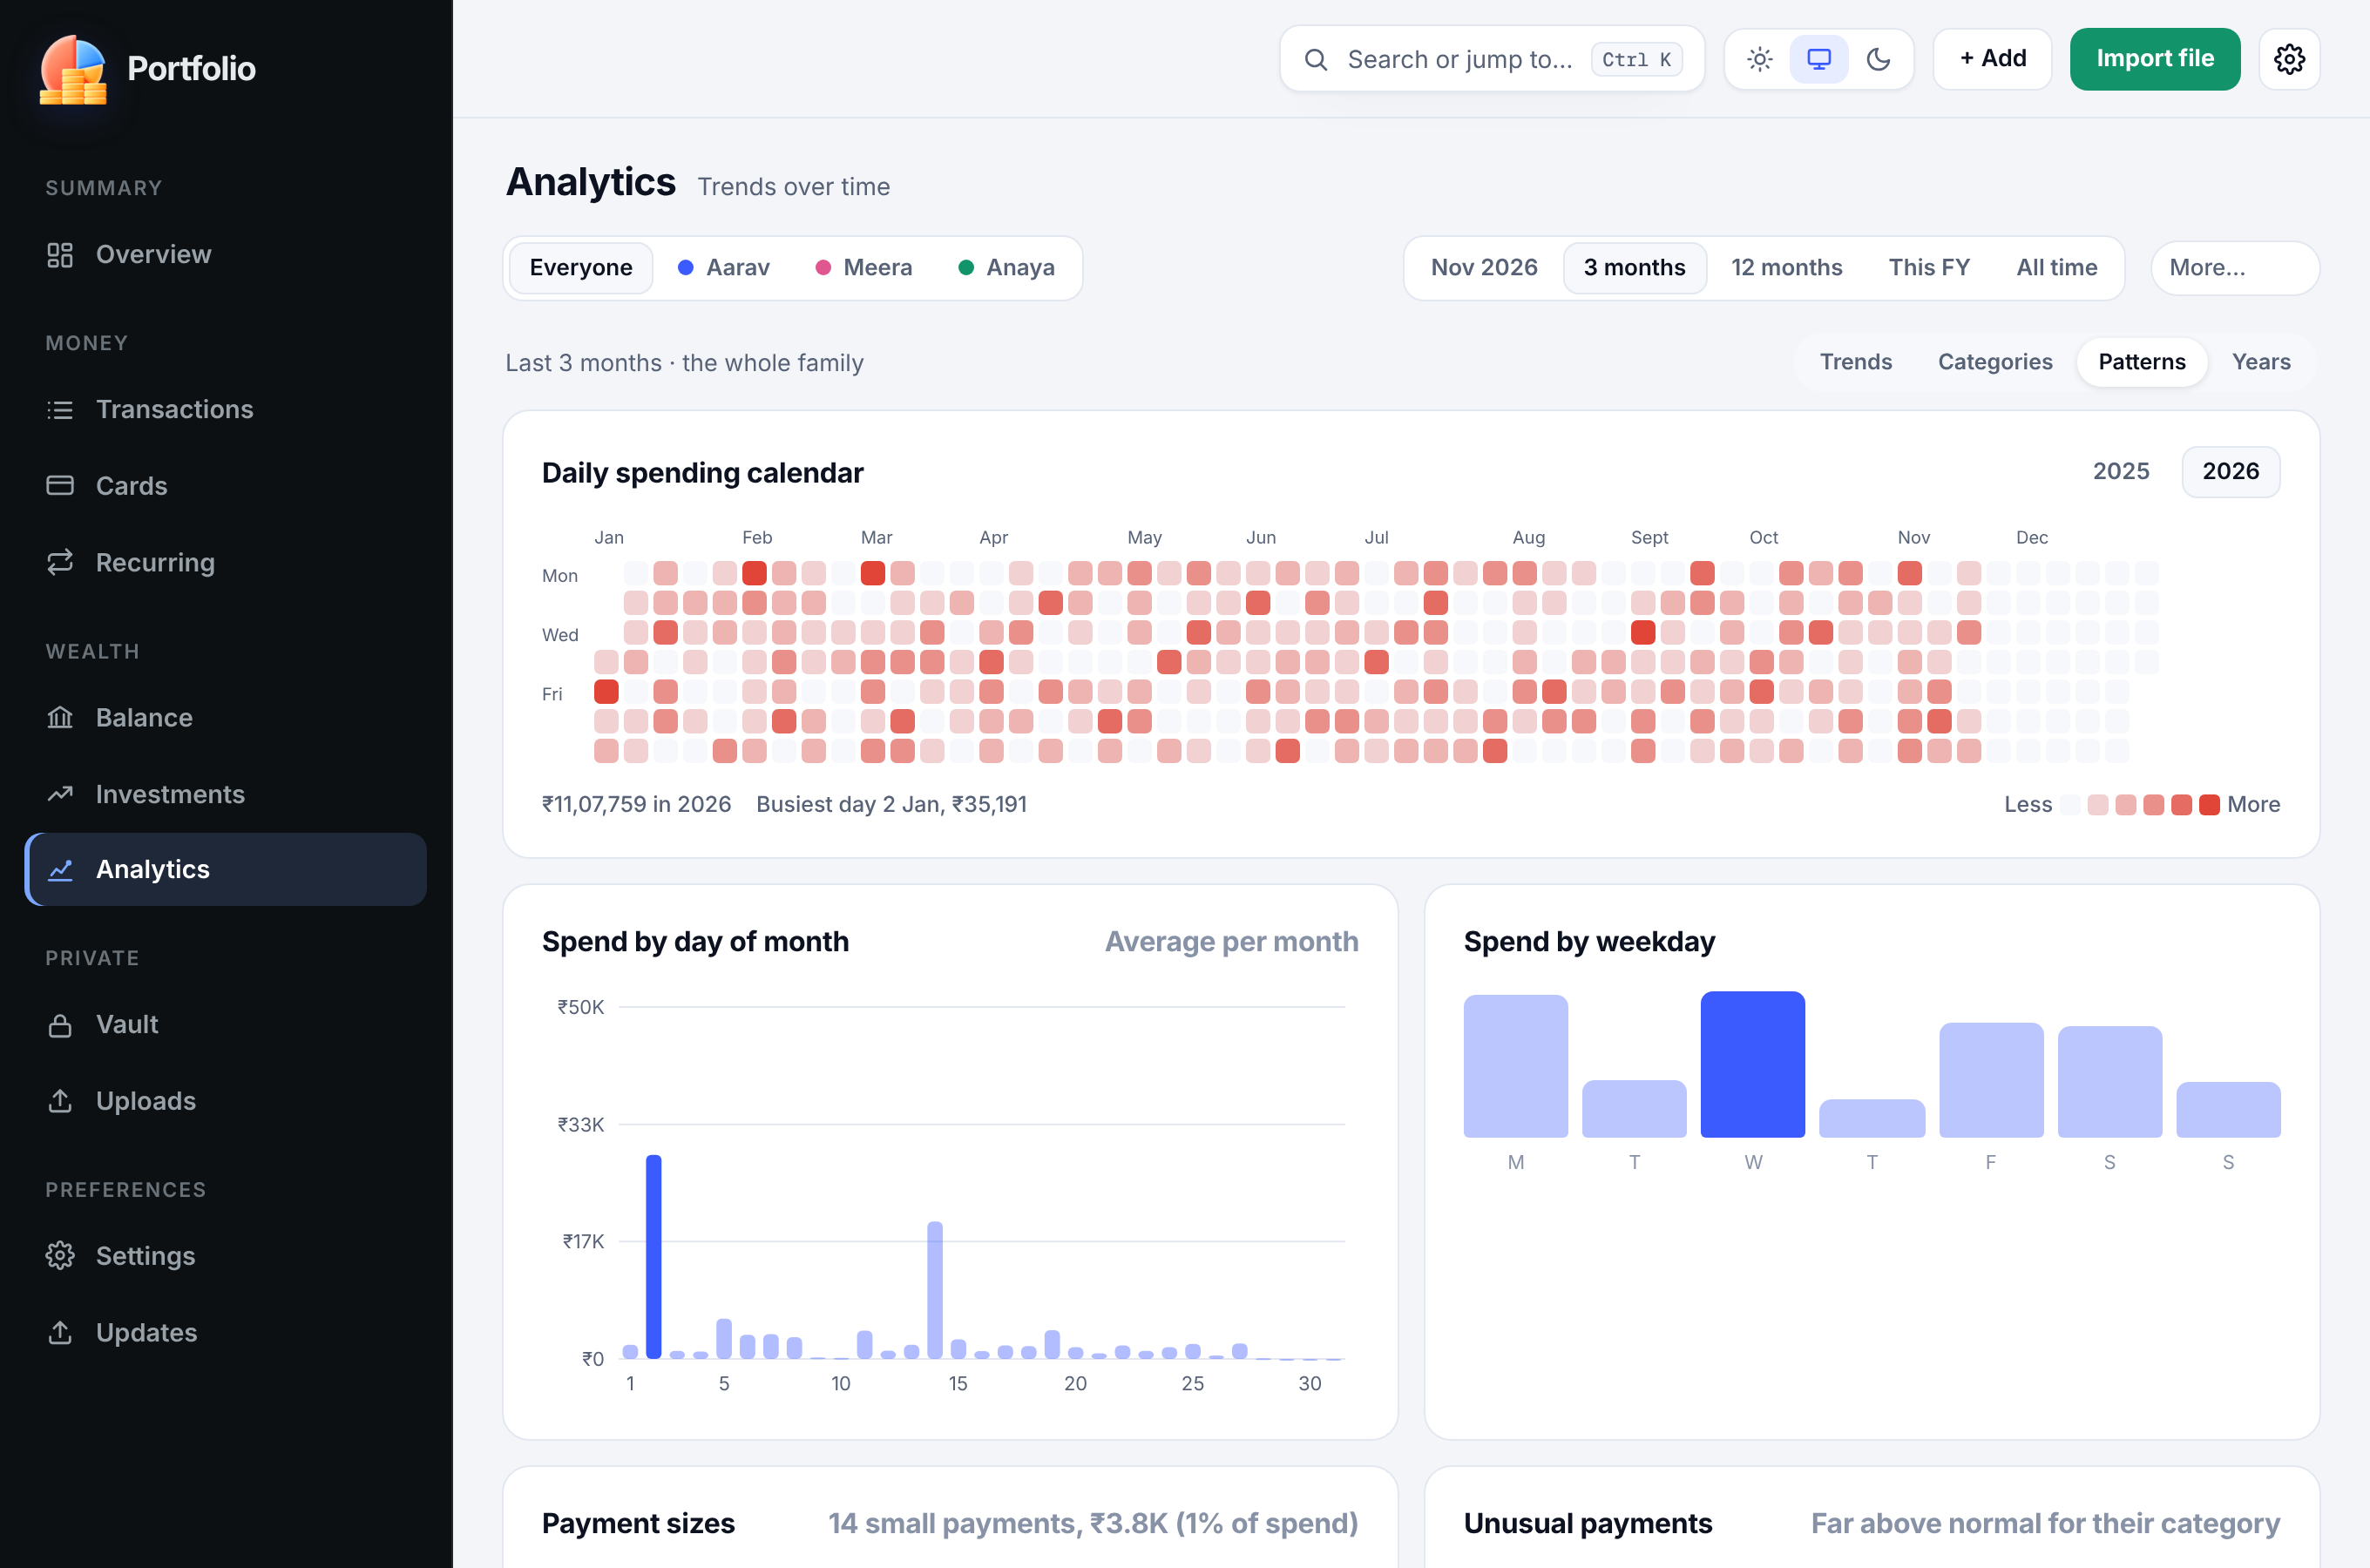 Portfolio
Search or jump to... Ctrl K
+ Add
Import file
SUMMARY
Overview
MONEY
Transactions
Cards
Recurring
WEALTH
Balance
Investments
Analytics
PRIVATE
Vault
Uploads
PREFERENCES
Settings
Updates
Analytics Trends over time
Everyone Aarav Meera Anaya
Nov 2026 3 months 12 months This FY All time More...
Last 3 months · the whole family
Trends Categories Patterns Years
Daily spending calendar
2025 2026
Jan Feb Mar Apr May Jun Jul Aug Sept Oct Nov Dec
Mon
Wed
Fri
₹11,07,759 in 2026 Busiest day 2 Jan, ₹35,191
Less More
Spend by day of month Average per month
₹50K
₹33K
₹17K
₹0
1 5 10 15 20 25 30
Spend by weekday
M T W T F S S
Payment sizes 14 small payments, ₹3.8K (1% of spend)
Unusual payments Far above normal for their category